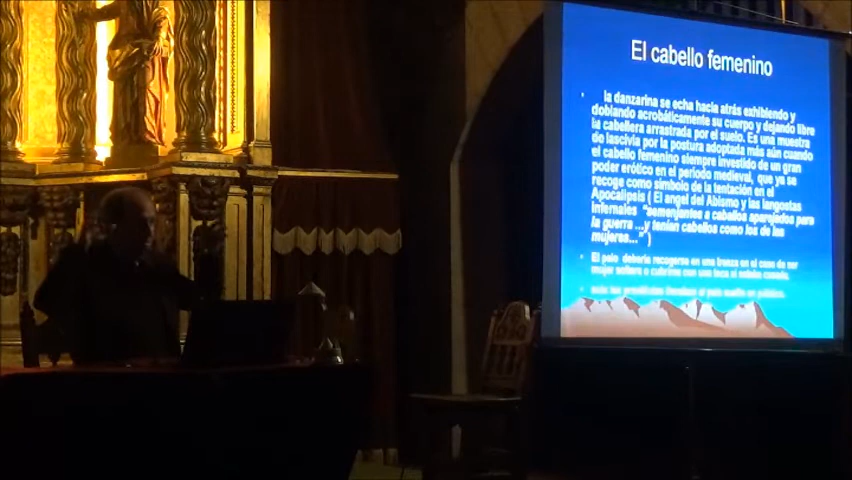 El cabello femenino
la danzarina se echa hacia atrás exhibiendo y
doblando acrobáticamente su cuerpo y dejando libre
la cabellera arrastrada por el suelo. Es una muestra
de lascivia por la postura adoptada más aún cuando
el cabello femenino siempre investido de un gran
poder erótico en el periodo medieval, que ya se
recoge como símbolo de la tentación en el
Apocalipsis ( El ángel del Abismo y las langostas
infernales "semenjantes a caballos aparejados para
la guerra ...y tenían cabellos como los de las
mujeres..." )
El pelo debería recogerse en una trenza en el caso de ser
mujer soltera o cubrirse con una toca si estaba casada.